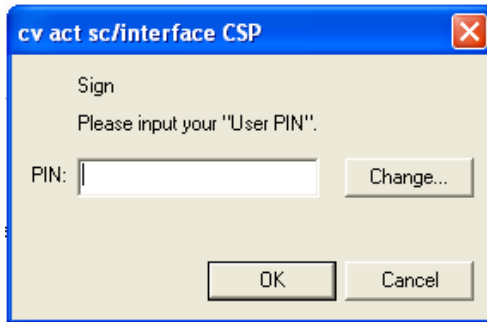 cv act sc/interface CSP
Sign
Please input your "User PIN".
PIN:
Change...
OK
Cancel